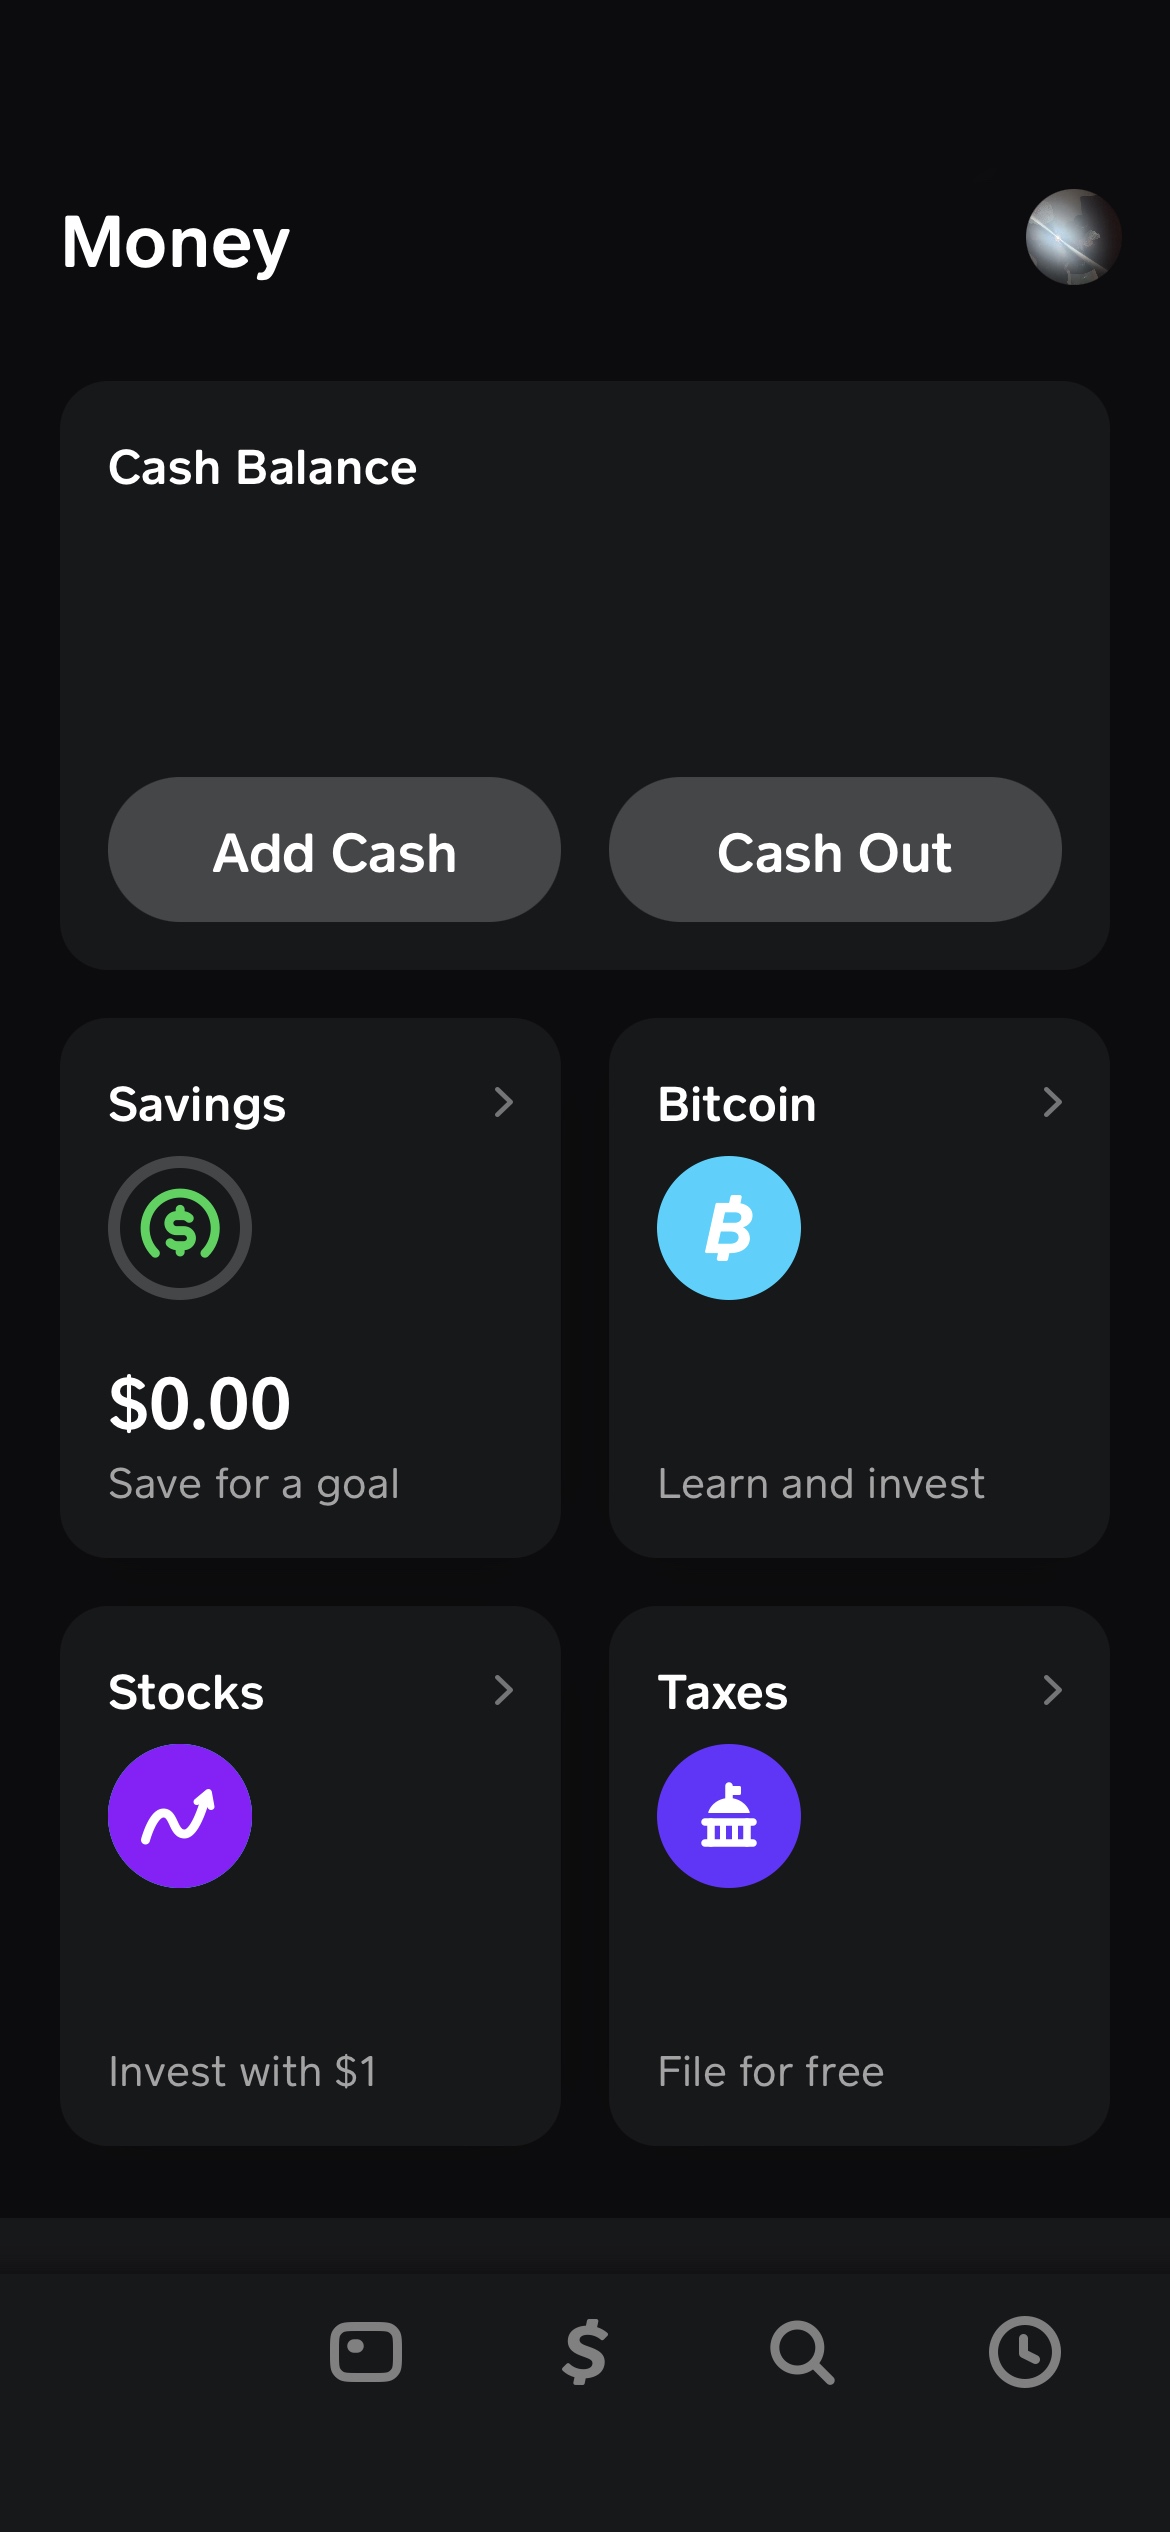 Money
Cash Balance
Add Cash
Cash Out
Savings
$0.00
Save for a goal
Bitcoin
Learn and invest
Stocks
Invest with $1
Taxes
File for free